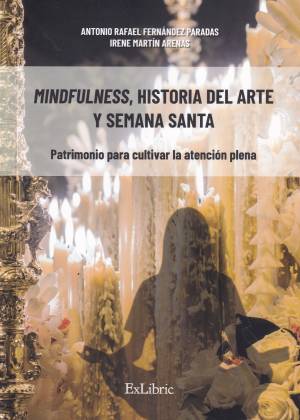 ANTONIO RAFAEL FERNÁNDEZ PARADAS
IRENE MARTÍN ARENAS
MINDFULNESS, HISTORIA DEL ARTE
Y SEMANA SANTA
Patrimonio para cultivar la atención plena
ExLibric